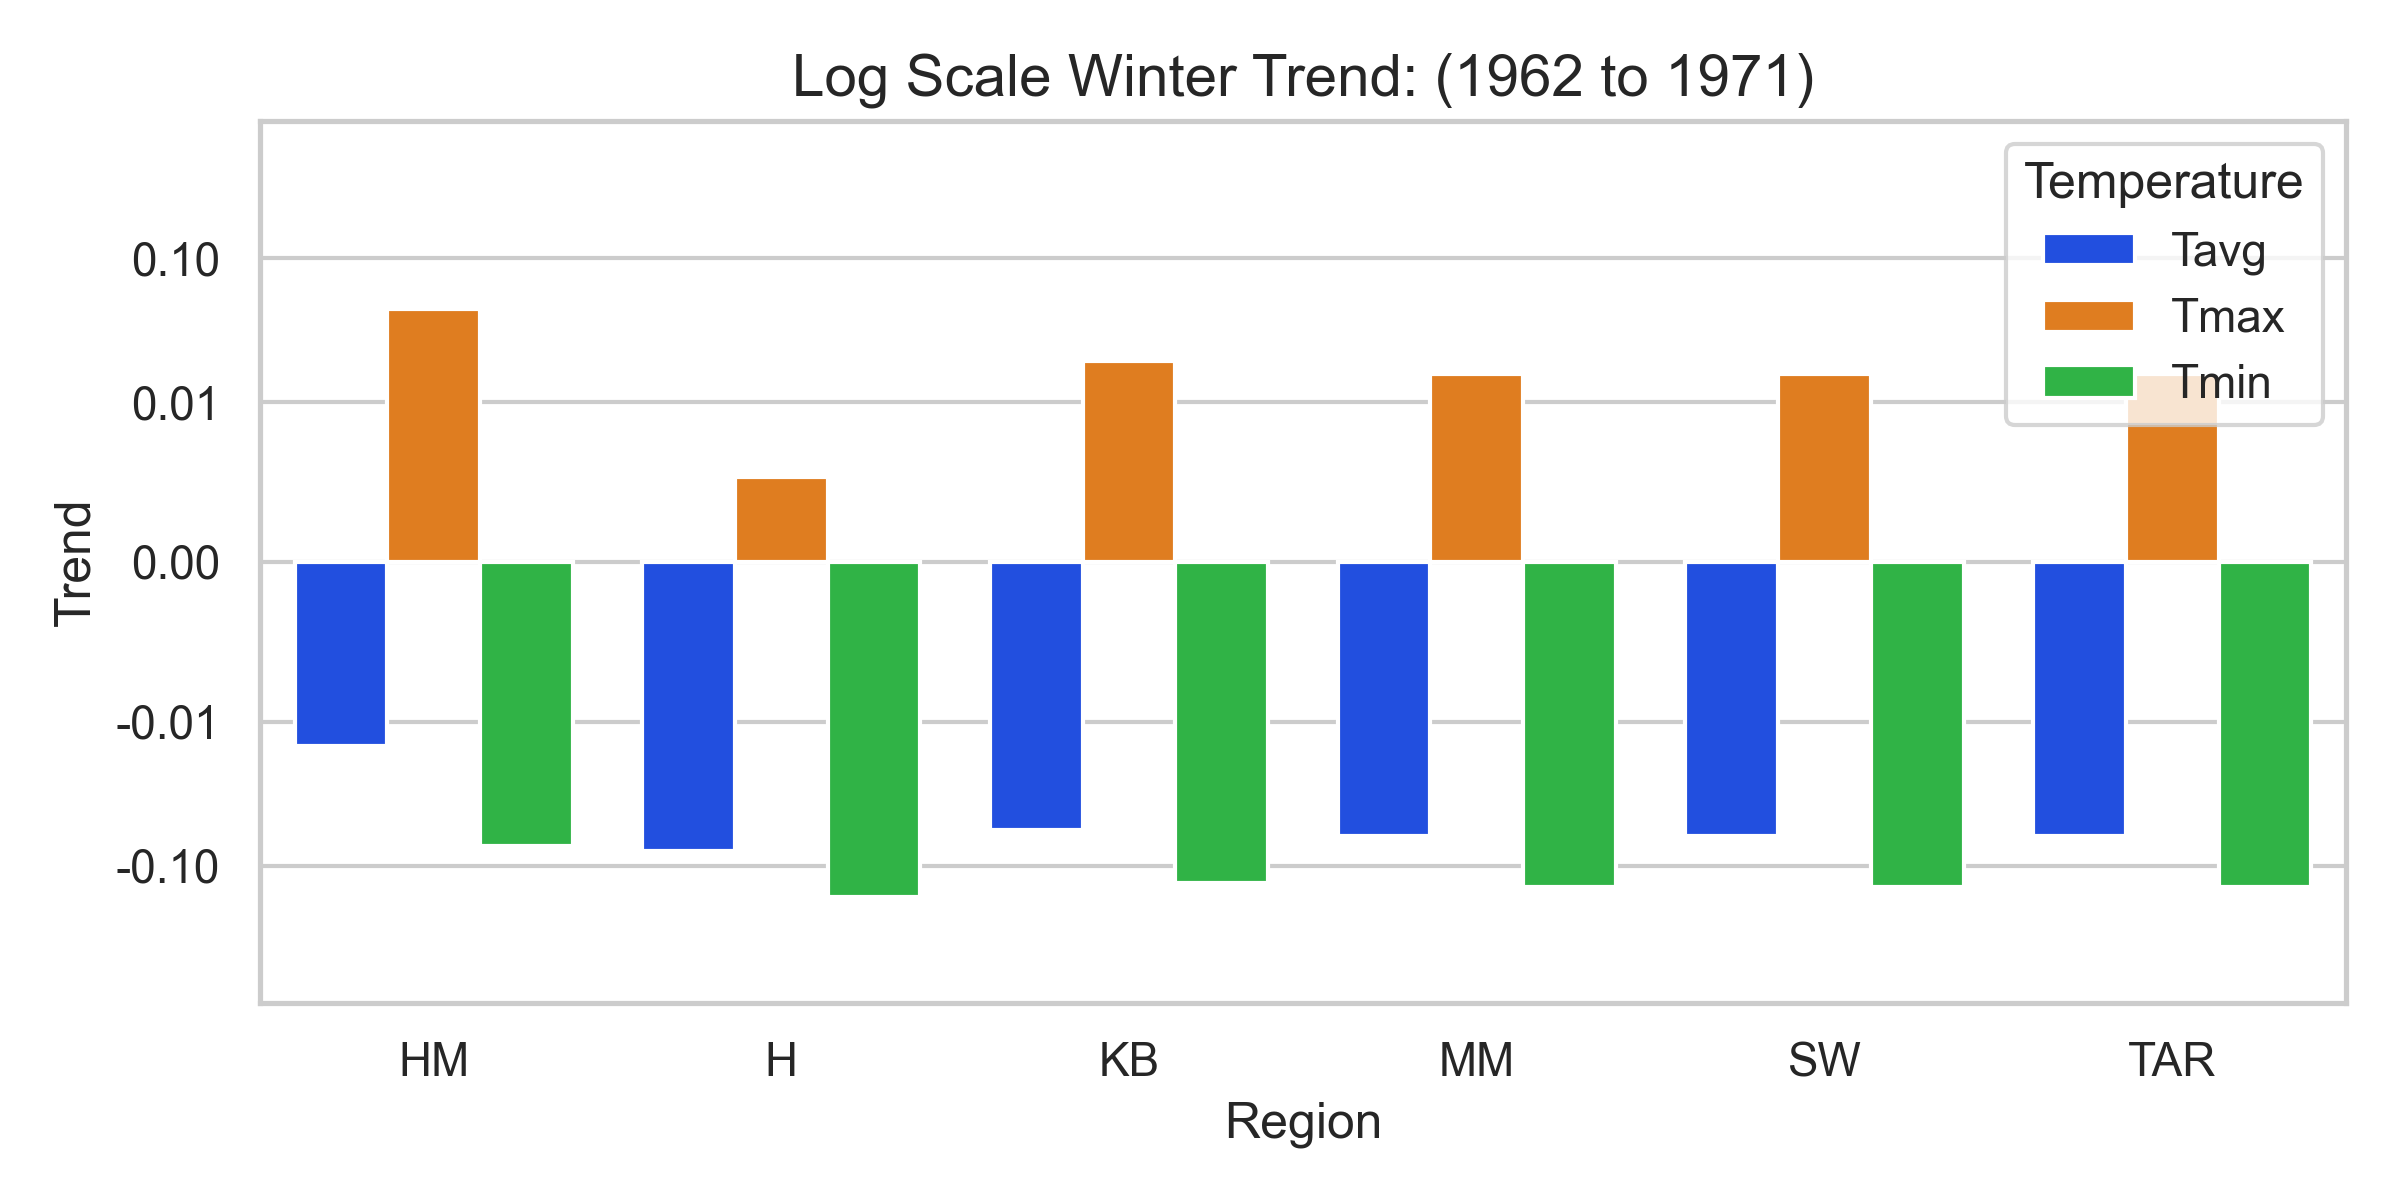 Log Scale Winter Trend: (1962 to 1971)
Temperature
Tavg
Tmax
Tmin
0.10
0.01
0.00
-0.01
-0.10
Trend
HM H KB MM SW TAR
Region